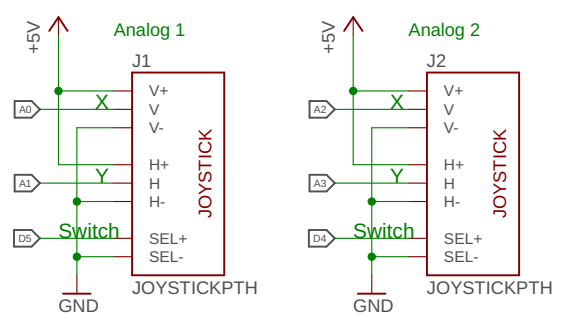 Analog 1
+5V
J1
A0
X
V+
V
V-
A1
Y
H+
H
H-
D5
Switch
SEL+
SEL-
JOYSTICK
JOYSTICKPTH
GND
Analog 2
+5V
J2
A2
X
V+
V
V-
A3
Y
H+
H
H-
D4
Switch
SEL+
SEL-
JOYSTICK
JOYSTICKPTH
GND